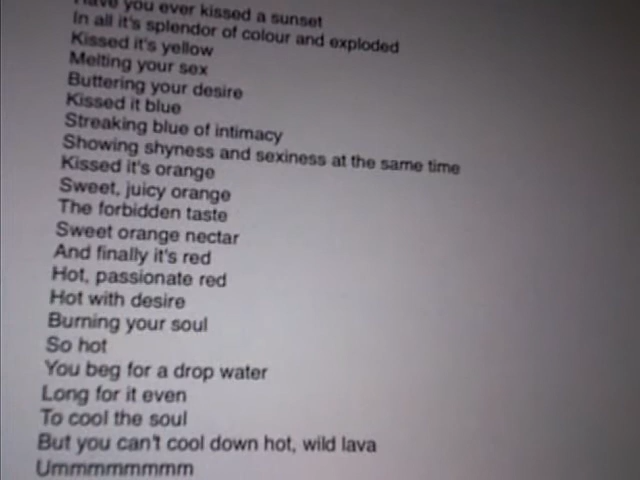 Have you ever kissed a sunset
In all it's splendor of colour and exploded
Kissed it's yellow
Melting your sex
Buttering your desire
Kissed it blue
Streaking blue of intimacy
Showing shyness and sexiness at the same time
Kissed it's orange
Sweet, juicy orange
The forbidden taste
Sweet orange nectar
And finally it's red
Hot, passionate red
Hot with desire
Burning your soul
So hot
You beg for a drop water
Long for it even
To cool the soul
But you can't cool down hot, wild lava
Ummmmmmmm